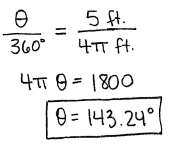 θ/360° = 5 ft./4π ft.
4π θ = 1800
θ = 143.24°